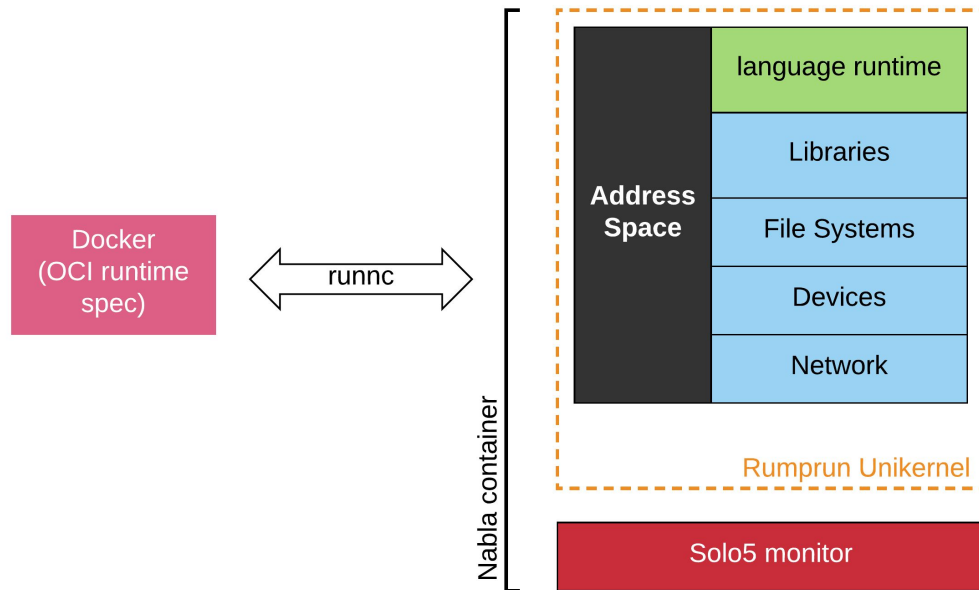 Docker
(OCI runtime
spec)
runnc
Nabla container
Address
Space
language runtime
Libraries
File Systems
Devices
Network
Rumprun Unikernel
Solo5 monitor